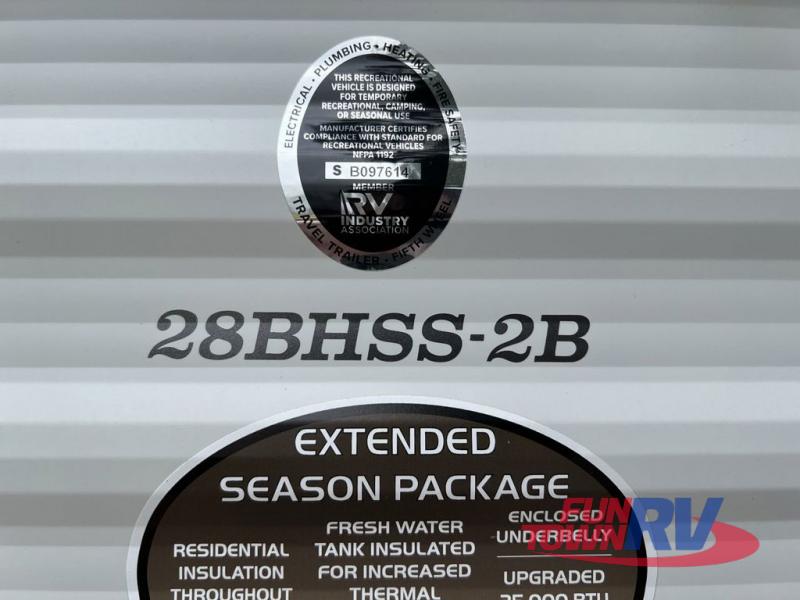 ELECTRICAL • PLUMBING • HEATING • FIRE SAFETY
THIS RECREATIONAL
VEHICLE IS DESIGNED
FOR TEMPORARY
RECREATIONAL, CAMPING,
OR SEASONAL USE
MANUFACTURER CERTIFIES
COMPLIANCE WITH STANDARD FOR
RECREATIONAL VEHICLES
NFPA 1192
S B097614
MEMBER
RV
INDUSTRY
ASSOCIATION
TRAVEL TRAILER • FIFTH WHEEL
28BHSS-2B
EXTENDED
SEASON PACKAGE
RESIDENTIAL
INSULATION
THROUGHOUT
FRESH WATER
TANK INSULATED
FOR INCREASED
THERMAL
ENCLOSED
UNDERBELLY
UPGRADED
35,000 BTU
FUN
TOWN
RV